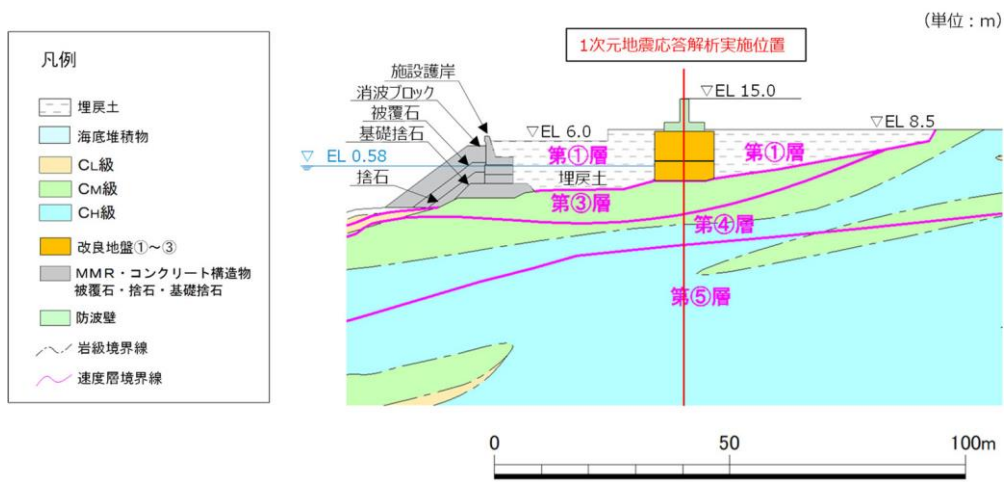 (単位:m)
凡例
埋戻土
海底堆積物
CL級
CM級
CH級
改良地盤①~③
MMR・コンクリート構造物
被覆石・捨石・基礎捨石
防波壁
岩級境界線
速度層境界線
1次元地震応答解析実施位置
施設護岸
消波ブロック
被覆石
基礎捨石
捨石
▽EL 15.0
▽EL 6.0
▽EL 8.5
▽ EL 0.58
第①層
第①層
埋戻土
第③層
第④層
第⑤層
0 50 100m